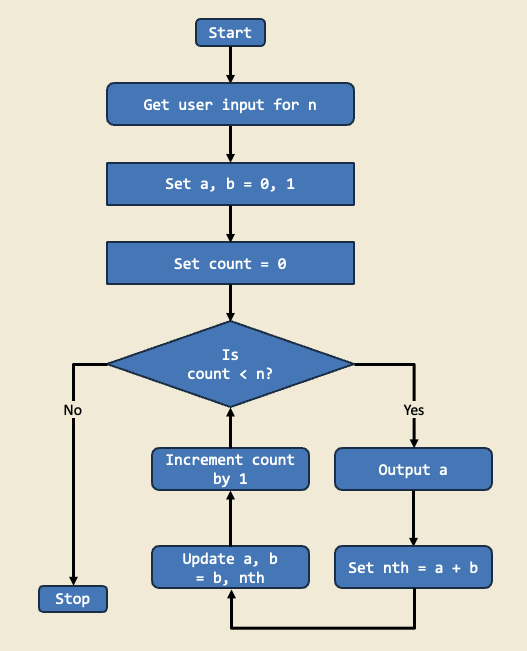 Start
Get user input for n
Set a, b = 0, 1
Set count = 0
Is
count < n?
No
Yes
Increment count
by 1
Output a
Update a, b
= b, nth
Set nth = a + b
Stop